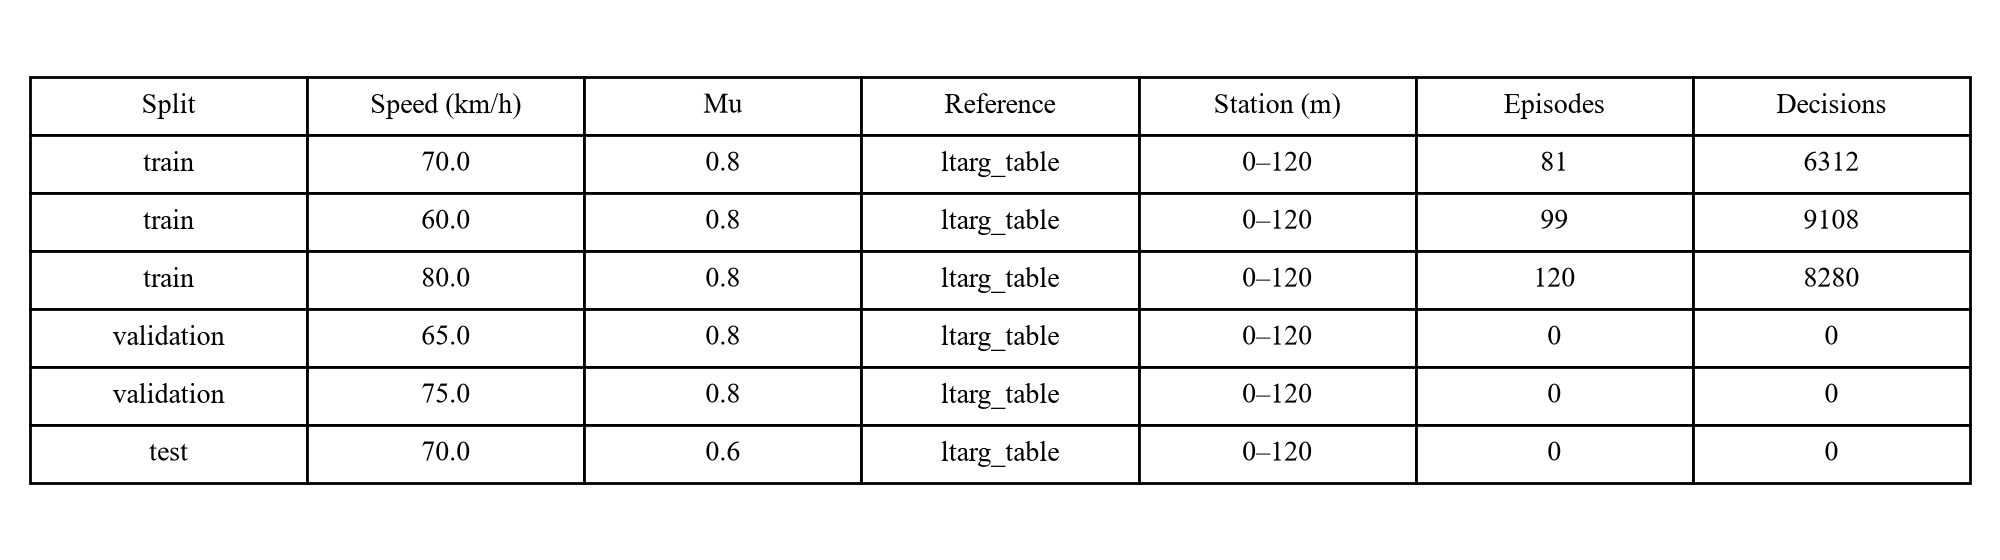 Split Speed (km/h) Mu Reference Station (m) Episodes Decisions
train 70.0 0.8 ltarg_table 0–120 81 6312
train 60.0 0.8 ltarg_table 0–120 99 9108
train 80.0 0.8 ltarg_table 0–120 120 8280
validation 65.0 0.8 ltarg_table 0–120 0 0
validation 75.0 0.8 ltarg_table 0–120 0 0
test 70.0 0.6 ltarg_table 0–120 0 0